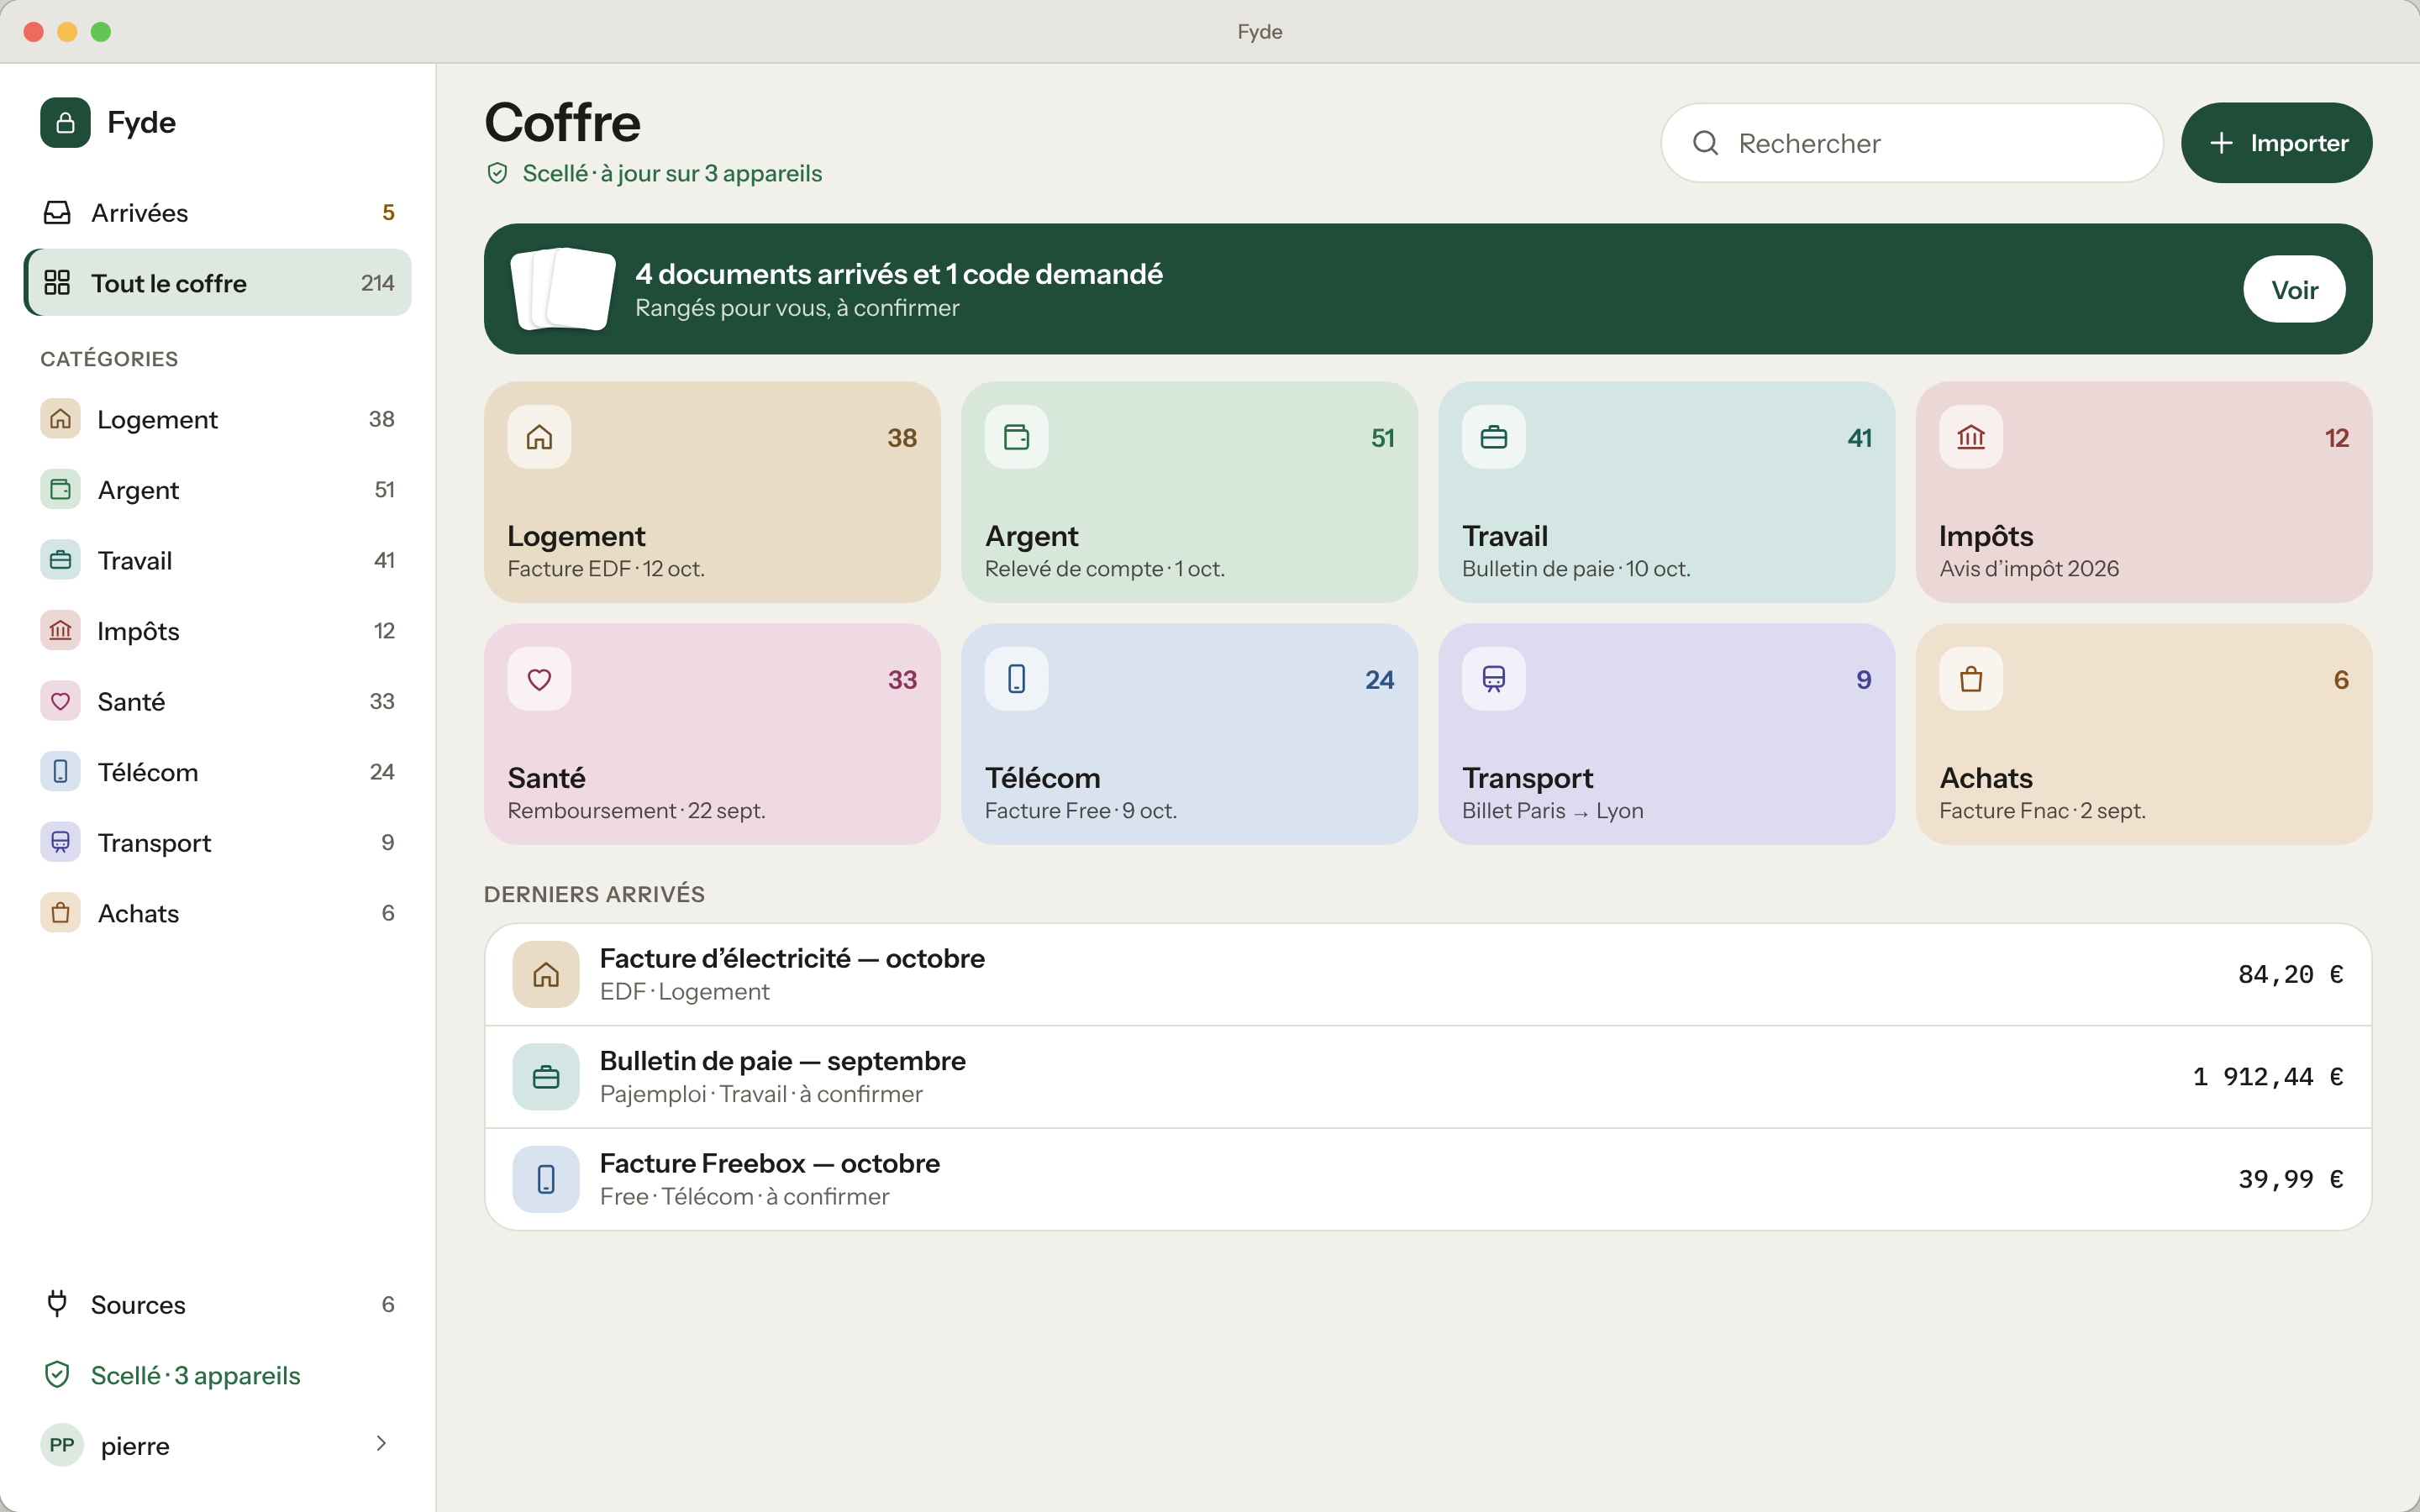 Fyde
Fyde
Arrivées 5
Tout le coffre 214
CATÉGORIES
Logement 38
Argent 51
Travail 41
Impôts 12
Santé 33
Télécom 24
Transport 9
Achats 6
Sources 6
Scellé · 3 appareils
PP pierre
Coffre
Scellé · à jour sur 3 appareils
Rechercher
Importer
4 documents arrivés et 1 code demandé
Rangés pour vous, à confirmer
Voir
38
Logement
Facture EDF · 12 oct.
51
Argent
Relevé de compte · 1 oct.
41
Travail
Bulletin de paie · 10 oct.
12
Impôts
Avis d’impôt 2026
33
Santé
Remboursement · 22 sept.
24
Télécom
Facture Free · 9 oct.
9
Transport
Billet Paris → Lyon
6
Achats
Facture Fnac · 2 sept.
DERNIERS ARRIVÉS
Facture d’électricité — octobre
EDF · Logement
84,20 €
Bulletin de paie — septembre
Pajemploi · Travail · à confirmer
1 912,44 €
Facture Freebox — octobre
Free · Télécom · à confirmer
39,99 €